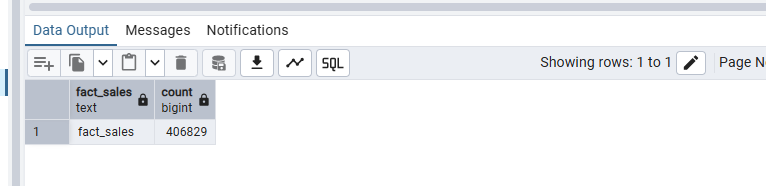 Data Output Messages Notifications
SQL Showing rows: 1 to 1 Page
fact_sales count
text bigint
1 fact_sales 406829